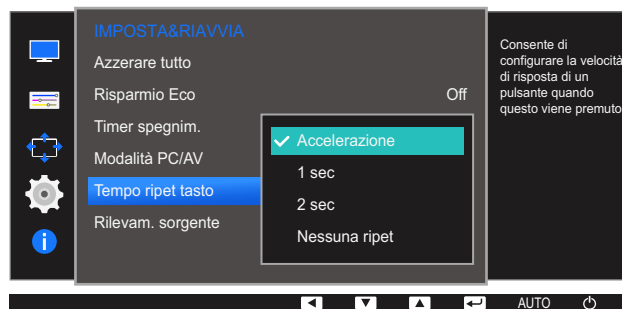 IMPOSTA&RIAVVIA
Azzerare tutto
Risparmio Eco Off
Timer spegnim.
Modalità PC/AV
Tempo ripet tasto
Rilevam. sorgente
Accelerazione
1 sec
2 sec
Nessuna ripet
Consente di
configurare la velocità
di risposta di un
pulsante quando
questo viene premuto
AUTO